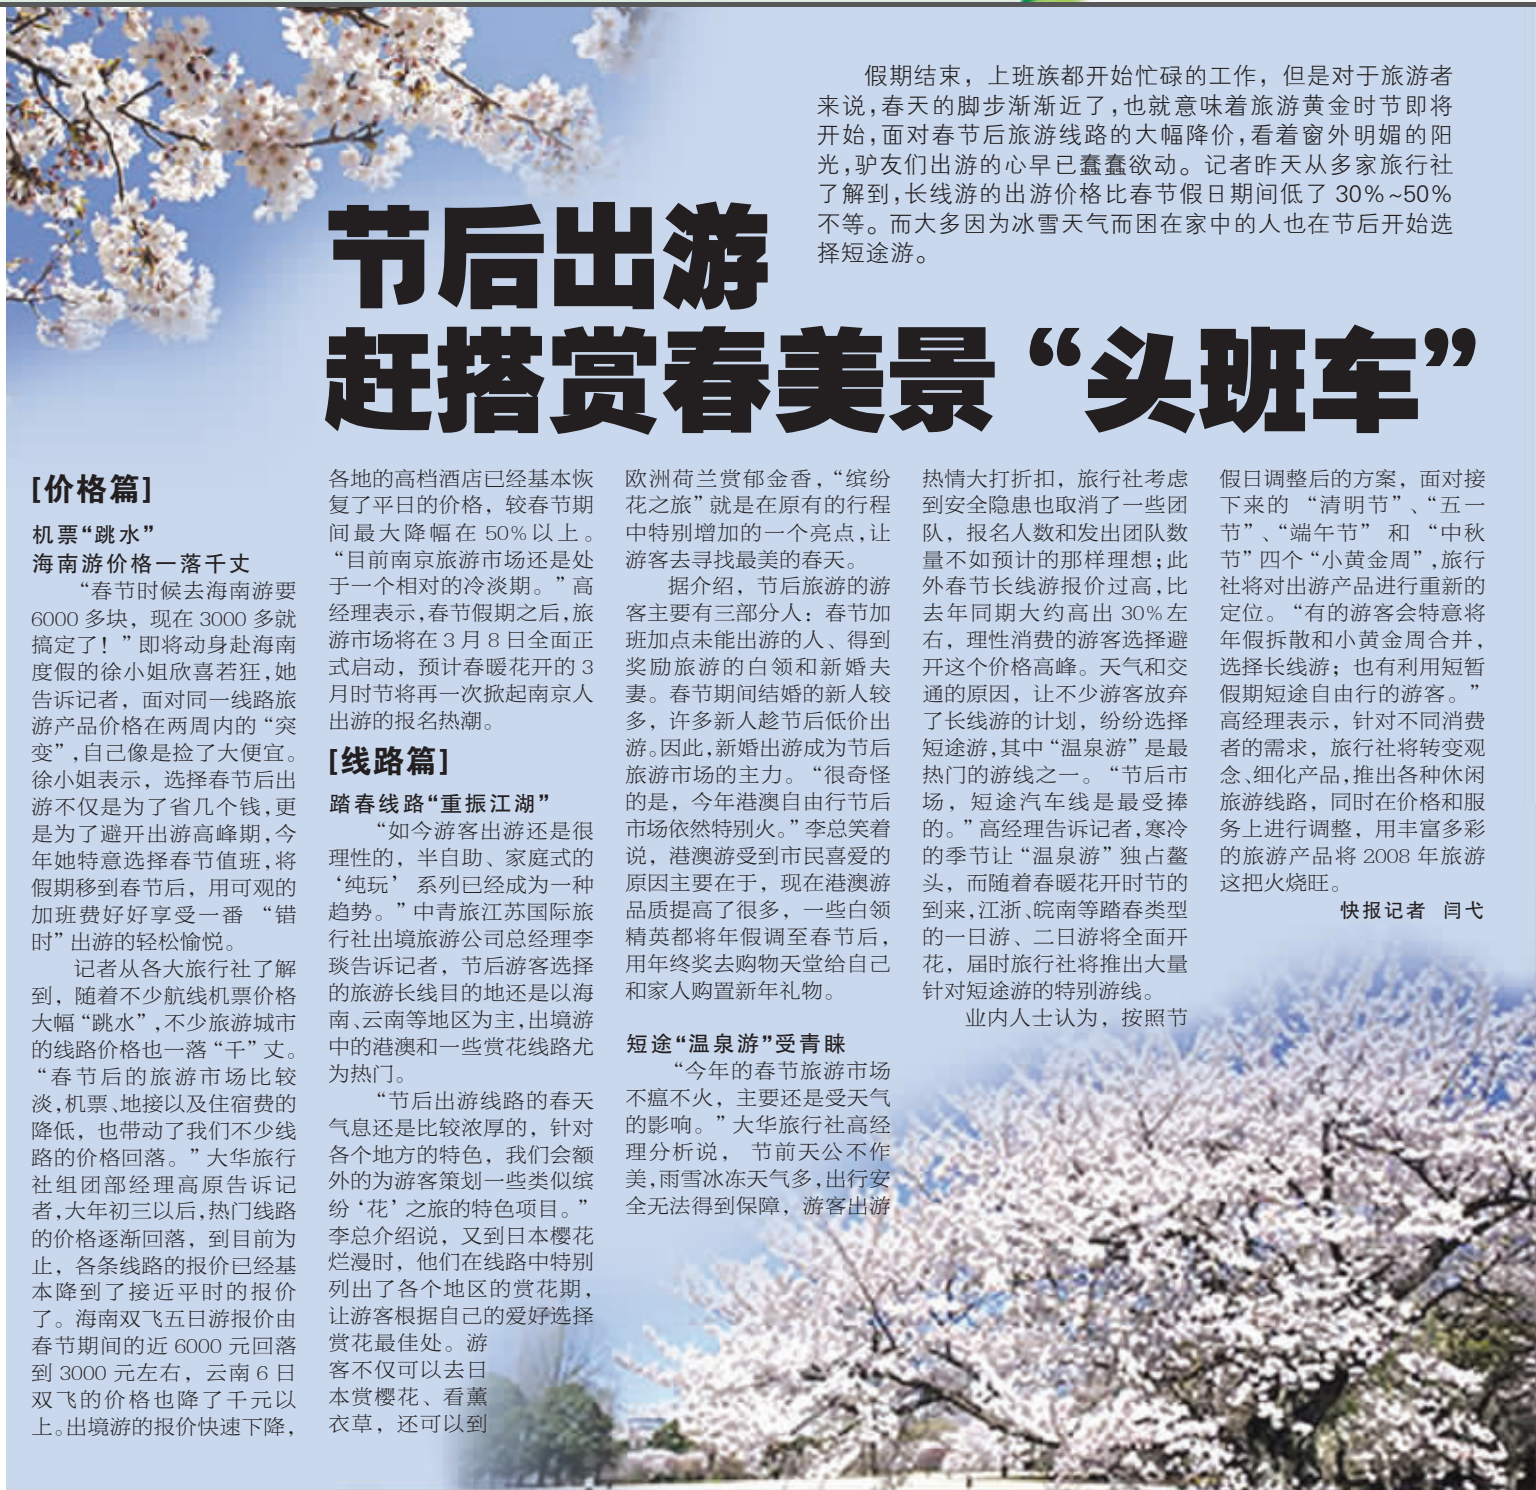 假期结束，上班族都开始忙碌的工作，但是对于旅游者
来说，春天的脚步渐渐近了，也就意味着旅游黄金时节即将
开始，面对春节后旅游线路的大幅降价，看着窗外明媚的阳
光，驴友们出游的心早已蠢蠢欲动。记者昨天从多家旅行社
了解到，长线游的出游价格比春节假日期间低了 30%~50%
不等。而大多因为冰雪天气而困在家中的人也在节后开始选
择短途游。
节后出游
赶搭赏春美景“头班车”
[价格篇]
机票“跳水”
海南游价格一落千丈
“春节时候去海南游要
6000 多块，现在 3000 多就
搞定了！”即将动身赴海南
度假的徐小姐欣喜若狂，她
告诉记者，面对同一线路旅
游产品价格在两周内的“突
变”，自己像是捡了大便宜。
徐小姐表示，选择春节后出
游不仅是为了省几个钱，更
是为了避开出游高峰期，今
年她特意选择春节值班，将
假期移到春节后，用可观的
加班费好好享受一番“错
时”出游的轻松愉悦。
记者从各大旅行社了解
到，随着不少航线机票价格
大幅“跳水”，不少旅游城市
的线路价格也一落“千”丈。
“春节后的旅游市场比较
淡，机票、地接以及住宿费的
降低，也带动了我们不少线
路的价格回落。”大华旅行
社组团部经理高原告诉记
者，大年初三以后，热门线路
的价格逐渐回落，到目前为
止，各条线路的报价已经基
本降到了接近平时的报价
了。海南双飞五日游报价由
春节期间的近 6000 元回落
到 3000 元左右，云南 6 日
双飞的价格也降了千元以
上。出境游的报价快速下降，
各地的高档酒店已经基本恢
复了平日的价格，较春节期
间最大降幅在 50%以上。
“目前南京旅游市场还是处
于一个相对的冷淡期。”高
经理表示，春节假期之后，旅
游市场将在 3 月 8 日全面正
式启动，预计春暖花开的 3
月时节将再一次掀起南京人
出游的报名热潮。
[线路篇]
踏春线路“重振江湖”
“如今游客出游还是很
理性的，半自助、家庭式的
‘纯玩’系列已经成为一种
趋势。”中青旅江苏国际旅
行社出境旅游公司总经理李
琰告诉记者，节后游客选择
的旅游长线目的地还是以海
南、云南等地区为主，出境游
中的港澳和一些赏花线路尤
为热门。
“节后出游线路的春天
气息还是比较浓厚的，针对
各个地方的特色，我们会额
外的为游客策划一些类似缤
纷‘花’之旅的特色项目。”
李总介绍说，又到日本樱花
烂漫时，他们在线路中特别
列出了各个地区的赏花期，
让游客根据自己的爱好选择
赏花最佳处。游
客不仅可以去日
本赏樱花、看薰
衣草，还可以到
欧洲荷兰赏郁金香，“缤纷
花之旅”就是在原有的行程
中特别增加的一个亮点，让
游客去寻找最美的春天。
据介绍，节后旅游的游
客主要有三部分人：春节加
班加点未能出游的人、得到
奖励旅游的白领和新婚夫
妻。春节期间结婚的新人较
多，许多新人趁节后低价出
游。因此，新婚出游成为节后
旅游市场的主力。“很奇怪
的是，今年港澳自由行节后
市场依然特别火。”李总笑着
说，港澳游受到市民喜爱的
原因主要在于，现在港澳游
品质提高了很多，一些白领
精英都将年假调至春节后，
用年终奖去购物天堂给自己
和家人购置新年礼物。
短途“温泉游”受青睐
“今年的春节旅游市场
不瘟不火，主要还是受天气
的影响。”大华旅行社高经
理分析说，节前天公不作
美，雨雪冰冻天气多，出行安
全无法得到保障，游客出游
热情大打折扣，旅行社考虑
到安全隐患也取消了一些团
队，报名人数和发出团队数
量不如预计的那样理想；此
外春节长线游报价过高，比
去年同期大约高出 30%左
右，理性消费的游客选择避
开这个价格高峰。天气和交
通的原因，让不少游客放弃
了长线游的计划，纷纷选择
短途游，其中“温泉游”是最
热门的游线之一。“节后市
场，短途汽车线是最受捧
的。”高经理告诉记者，寒冷
的季节让“温泉游”独占鳌
头，而随着春暖花开时节的
到来，江浙、皖南等踏春类型
的一日游、二日游将全面开
花，届时旅行社将推出大量
针对短途游的特别游线。
业内人士认为，按照节
假日调整后的方案，面对接
下来的“清明节”、“五一
节”、“端午节”和“中秋
节”四个“小黄金周”，旅行
社将对出游产品进行重新的
定位。“有的游客会特意将
年假拆散和小黄金周合并，
选择长线游；也有利用短暂
假期短途自由行的游客。”
高经理表示，针对不同消费
者的需求，旅行社将转变观
念、细化产品，推出各种休闲
旅游线路，同时在价格和服
务上进行调整，用丰富多彩
的旅游产品将 2008 年旅游
这把火烧旺。
快报记者 闫弋